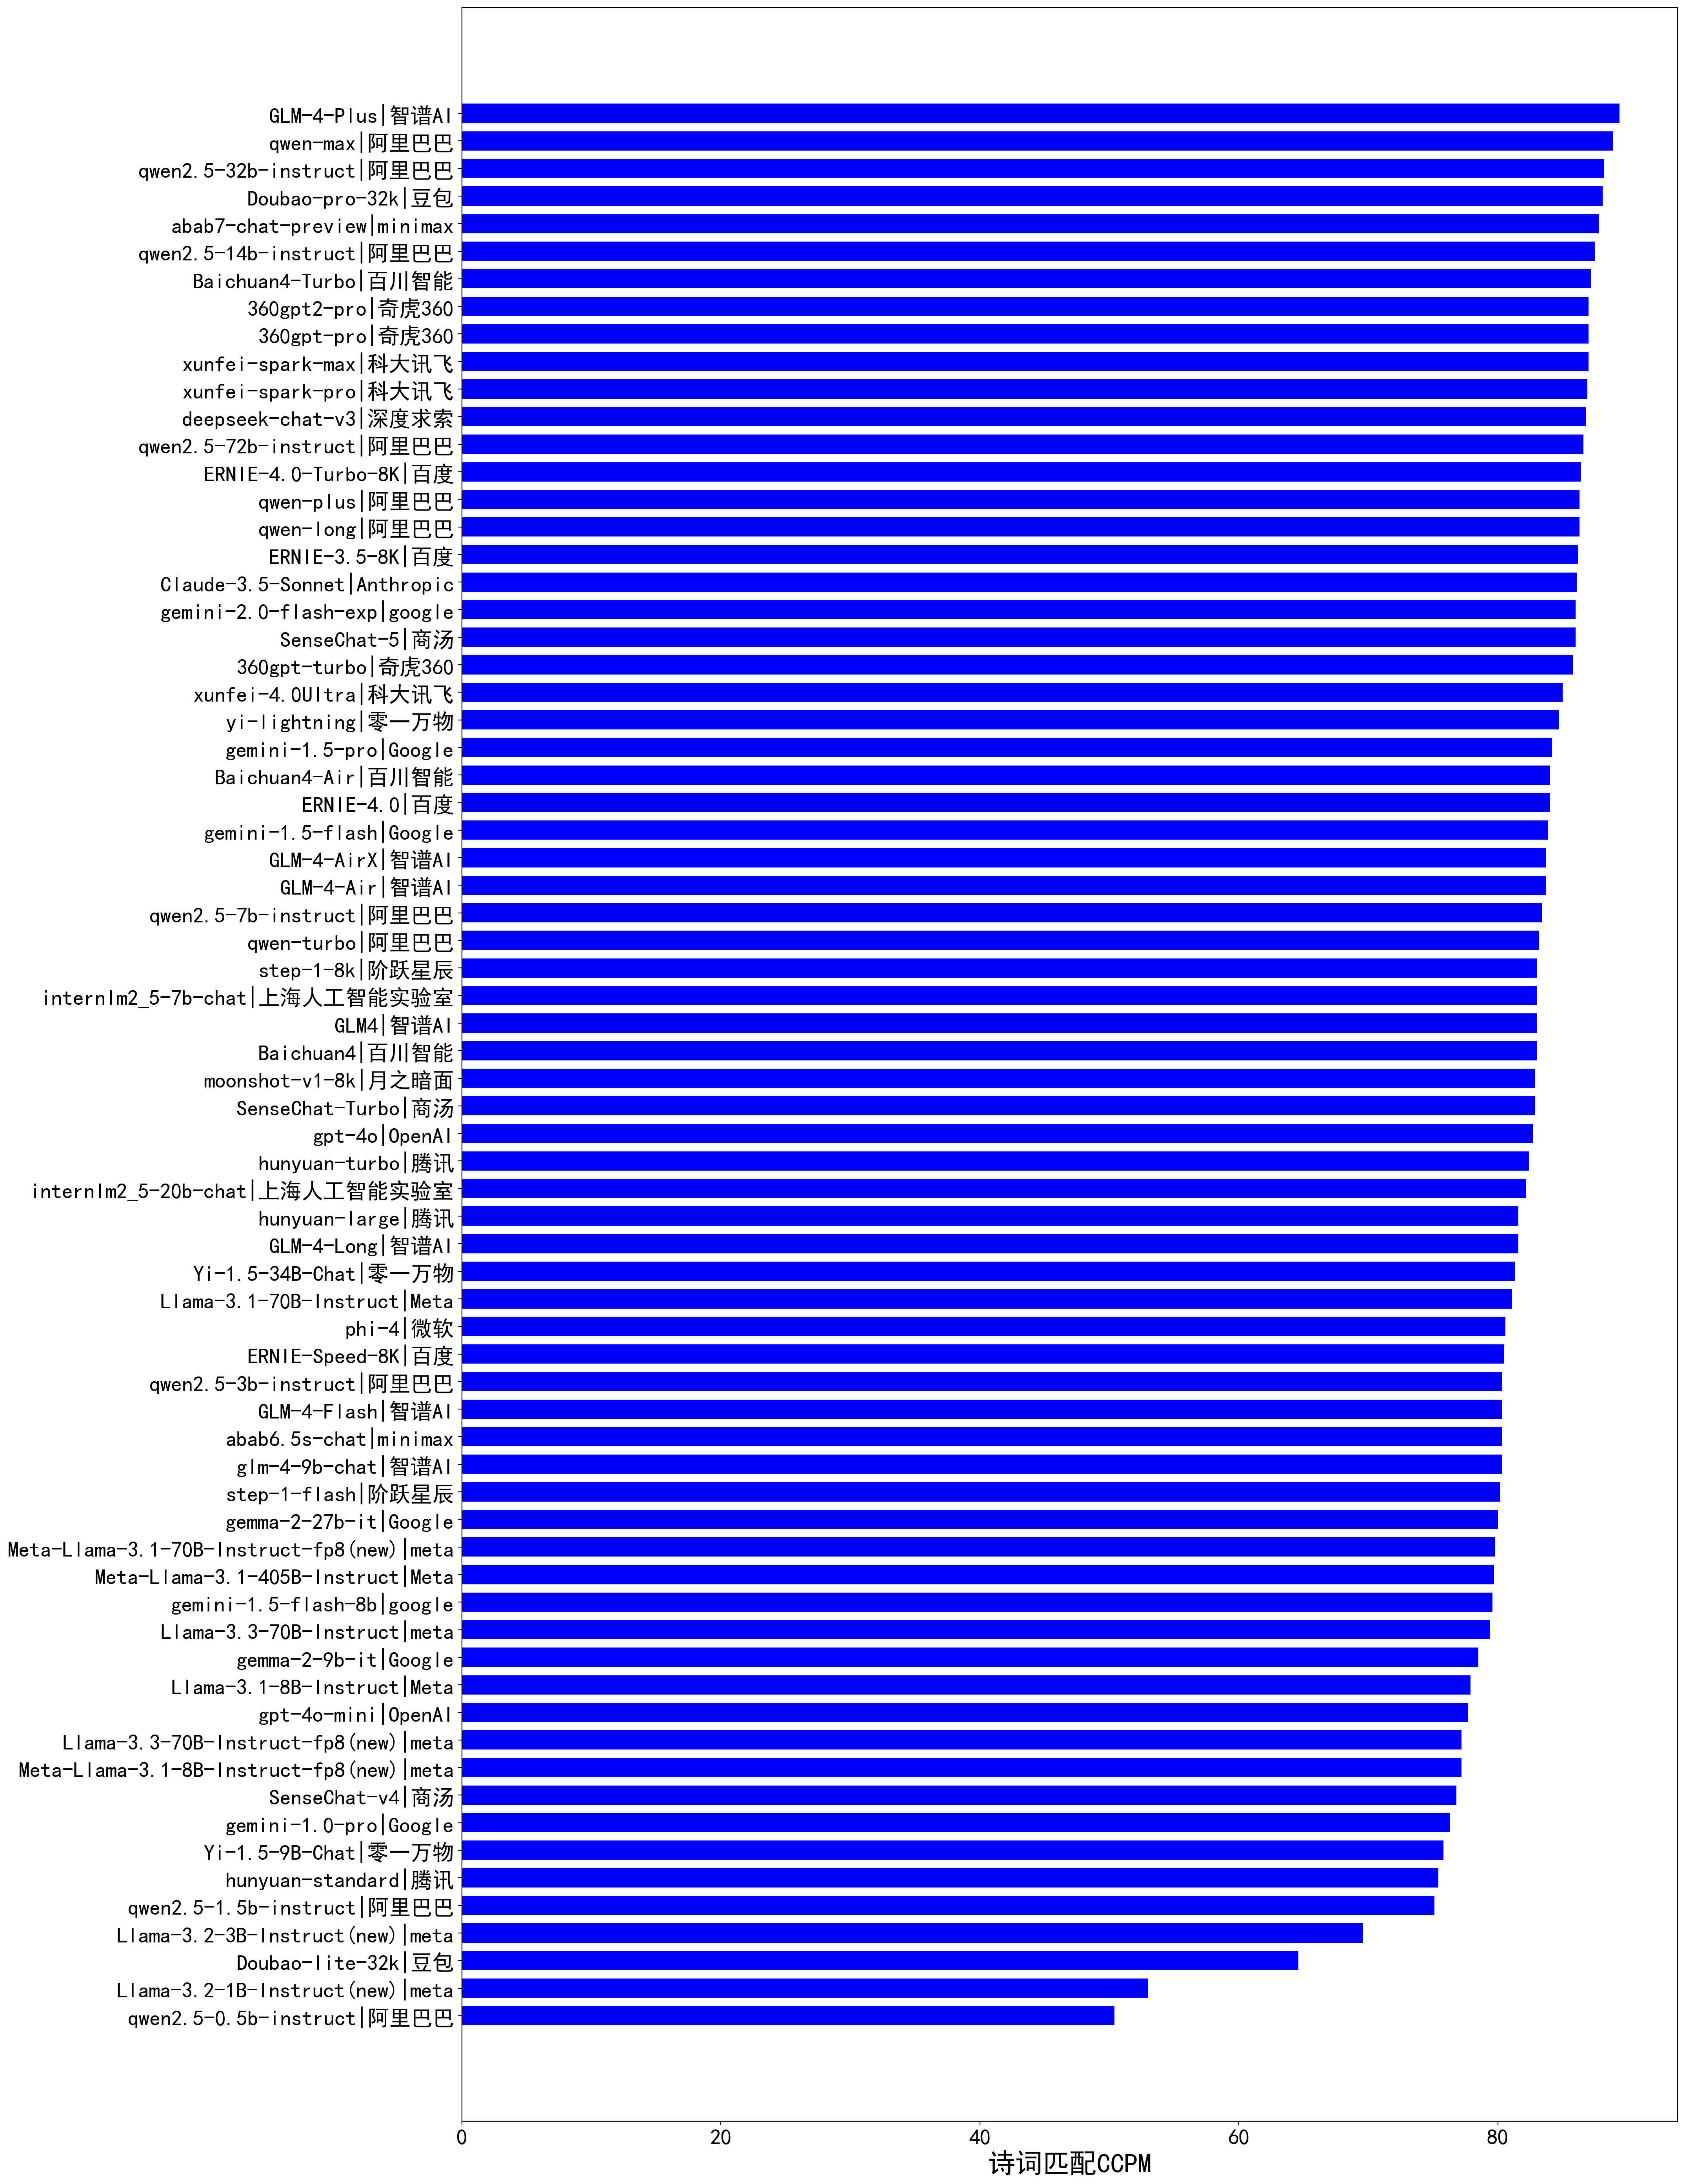 GLM-4-Plus|智谱AI
qwen-max|阿里巴巴
qwen2.5-32b-instruct|阿里巴巴
Doubao-pro-32k|豆包
abab7-chat-preview|minimax
qwen2.5-14b-instruct|阿里巴巴
Baichuan4-Turbo|百川智能
360gpt2-pro|奇虎360
360gpt-pro|奇虎360
xunfei-spark-max|科大讯飞
xunfei-spark-pro|科大讯飞
deepseek-chat-v3|深度求索
qwen2.5-72b-instruct|阿里巴巴
ERNIE-4.0-Turbo-8K|百度
qwen-plus|阿里巴巴
qwen-long|阿里巴巴
ERNIE-3.5-8K|百度
Claude-3.5-Sonnet|Anthropic
gemini-2.0-flash-exp|google
SenseChat-5|商汤
360gpt-turbo|奇虎360
xunfei-4.0Ultra|科大讯飞
yi-lightning|零一万物
gemini-1.5-pro|Google
Baichuan4-Air|百川智能
ERNIE-4.0|百度
gemini-1.5-flash|Google
GLM-4-AirX|智谱AI
GLM-4-Air|智谱AI
qwen2.5-7b-instruct|阿里巴巴
qwen-turbo|阿里巴巴
step-1-8k|阶跃星辰
internlm2_5-7b-chat|上海人工智能实验室
GLM4|智谱AI
Baichuan4|百川智能
moonshot-v1-8k|月之暗面
SenseChat-Turbo|商汤
gpt-4o|OpenAI
hunyuan-turbo|腾讯
internlm2_5-20b-chat|上海人工智能实验室
hunyuan-large|腾讯
GLM-4-Long|智谱AI
Yi-1.5-34B-Chat|零一万物
Llama-3.1-70B-Instruct|Meta
phi-4|微软
ERNIE-Speed-8K|百度
qwen2.5-3b-instruct|阿里巴巴
GLM-4-Flash|智谱AI
abab6.5s-chat|minimax
glm-4-9b-chat|智谱AI
step-1-flash|阶跃星辰
gemma-2-27b-it|Google
Meta-Llama-3.1-70B-Instruct-fp8(new)|meta
Meta-Llama-3.1-405B-Instruct|Meta
gemini-1.5-flash-8b|google
Llama-3.3-70B-Instruct|meta
gemma-2-9b-it|Google
Llama-3.1-8B-Instruct|Meta
gpt-4o-mini|OpenAI
Llama-3.3-70B-Instruct-fp8(new)|meta
Meta-Llama-3.1-8B-Instruct-fp8(new)|meta
SenseChat-v4|商汤
gemini-1.0-pro|Google
Yi-1.5-9B-Chat|零一万物
hunyuan-standard|腾讯
qwen2.5-1.5b-instruct|阿里巴巴
Llama-3.2-3B-Instruct(new)|meta
Doubao-lite-32k|豆包
Llama-3.2-1B-Instruct(new)|meta
qwen2.5-0.5b-instruct|阿里巴巴
0 20 40 60 80
诗词匹配CCPM